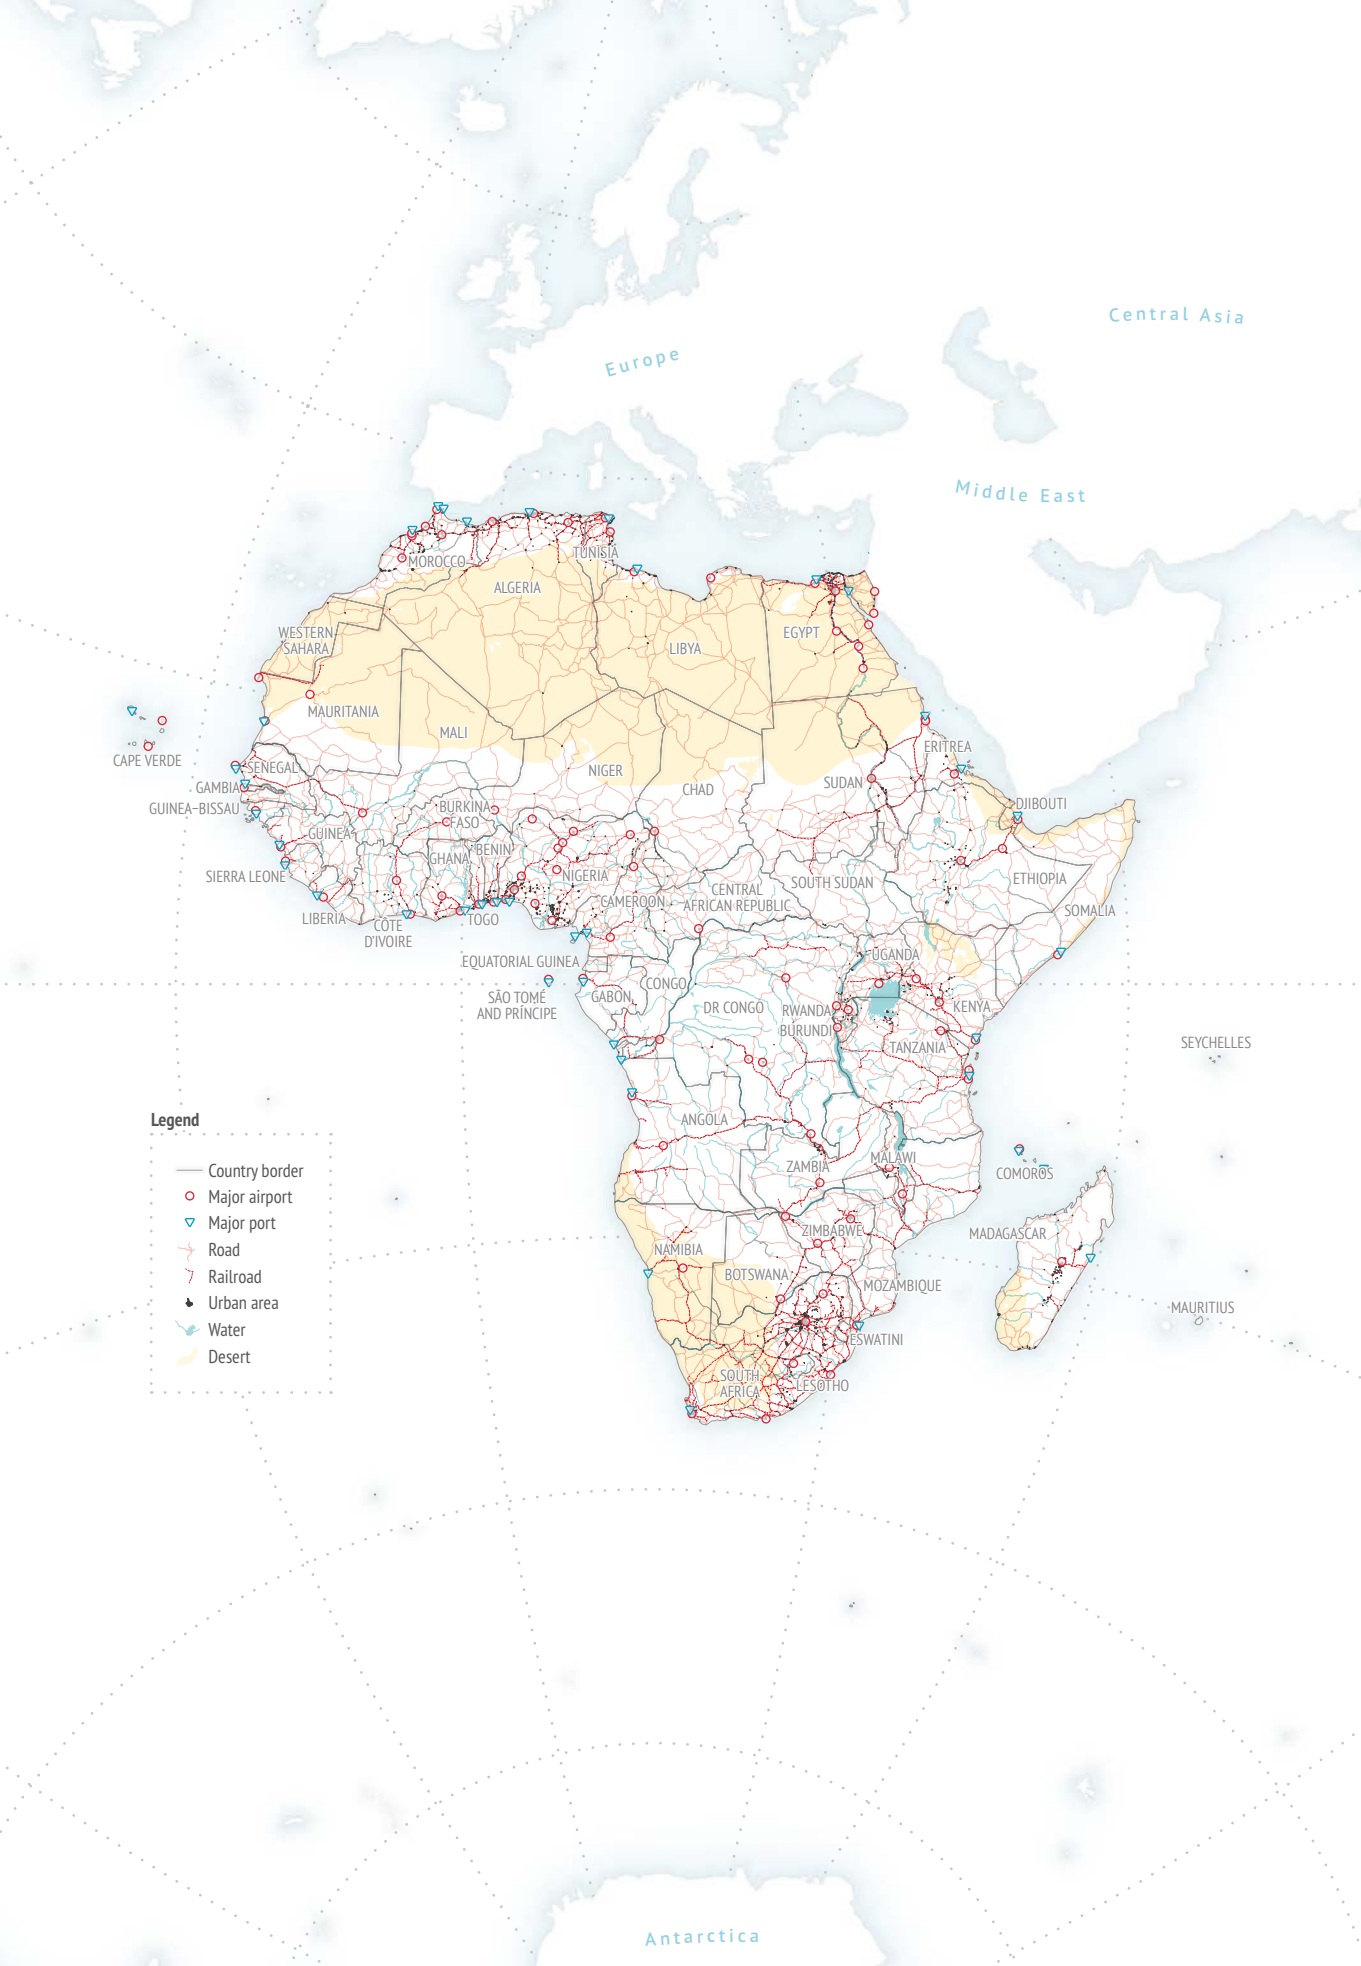 Central Asia
Europe
Middle East
TUNISIA
MOROCCO
ALGERIA
WESTERN
SAHARA
EGYPT
LIBYA
MAURITANIA
MALI
ERITREA
CAPE VERDE
SENEGAL
NIGER
SUDAN
GAMBIA
CHAD
GUINEA-BISSAU
BURKINA
FASO
DJIBOUTI
GUINEA
BENIN
GHANA
SIERRA LEONE
NIGERIA
SOUTH SUDAN
ETHIOPIA
CENTRAL
AFRICAN REPUBLIC
CAMEROON
SOMALIA
LIBERIA
TOGO
CÔTE
D'IVOIRE
UGANDA
EQUATORIAL GUINEA
CONGO
GABON
SÃO TOMÉ
AND PRÍNCIPE
DR CONGO
RWANDA
KENYA
BURUNDI
TANZANIA
SEYCHELLES
ANGOLA
MALAWI
ZAMBIA
COMOROS
ZIMBABWE
MADAGASCAR
NAMIBIA
BOTSWANA
MOZAMBIQUE
MAURITIUS
ESWATINI
SOUTH
AFRICA
LESOTHO
Legend
Country border
Major airport
Major port
Road
Railroad
Urban area
Water
Desert
Antarctica